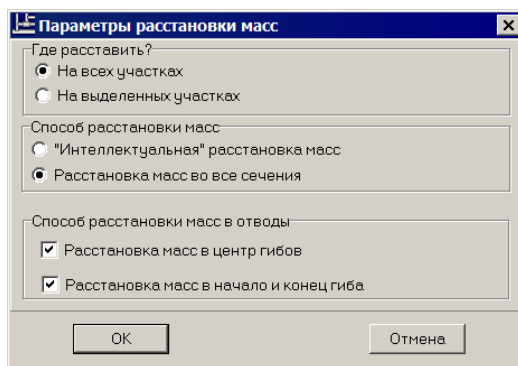 Параметры расстановки масс
Где расставить?
На всех участках
На выделенных участках
Способ расстановки масс
"Интеллектуальная" расстановка масс
Расстановка масс во все сечения
Способ расстановки масс в отводы
Расстановка масс в центр гибов
Расстановка масс в начало и конец гиба
OK
Отмена